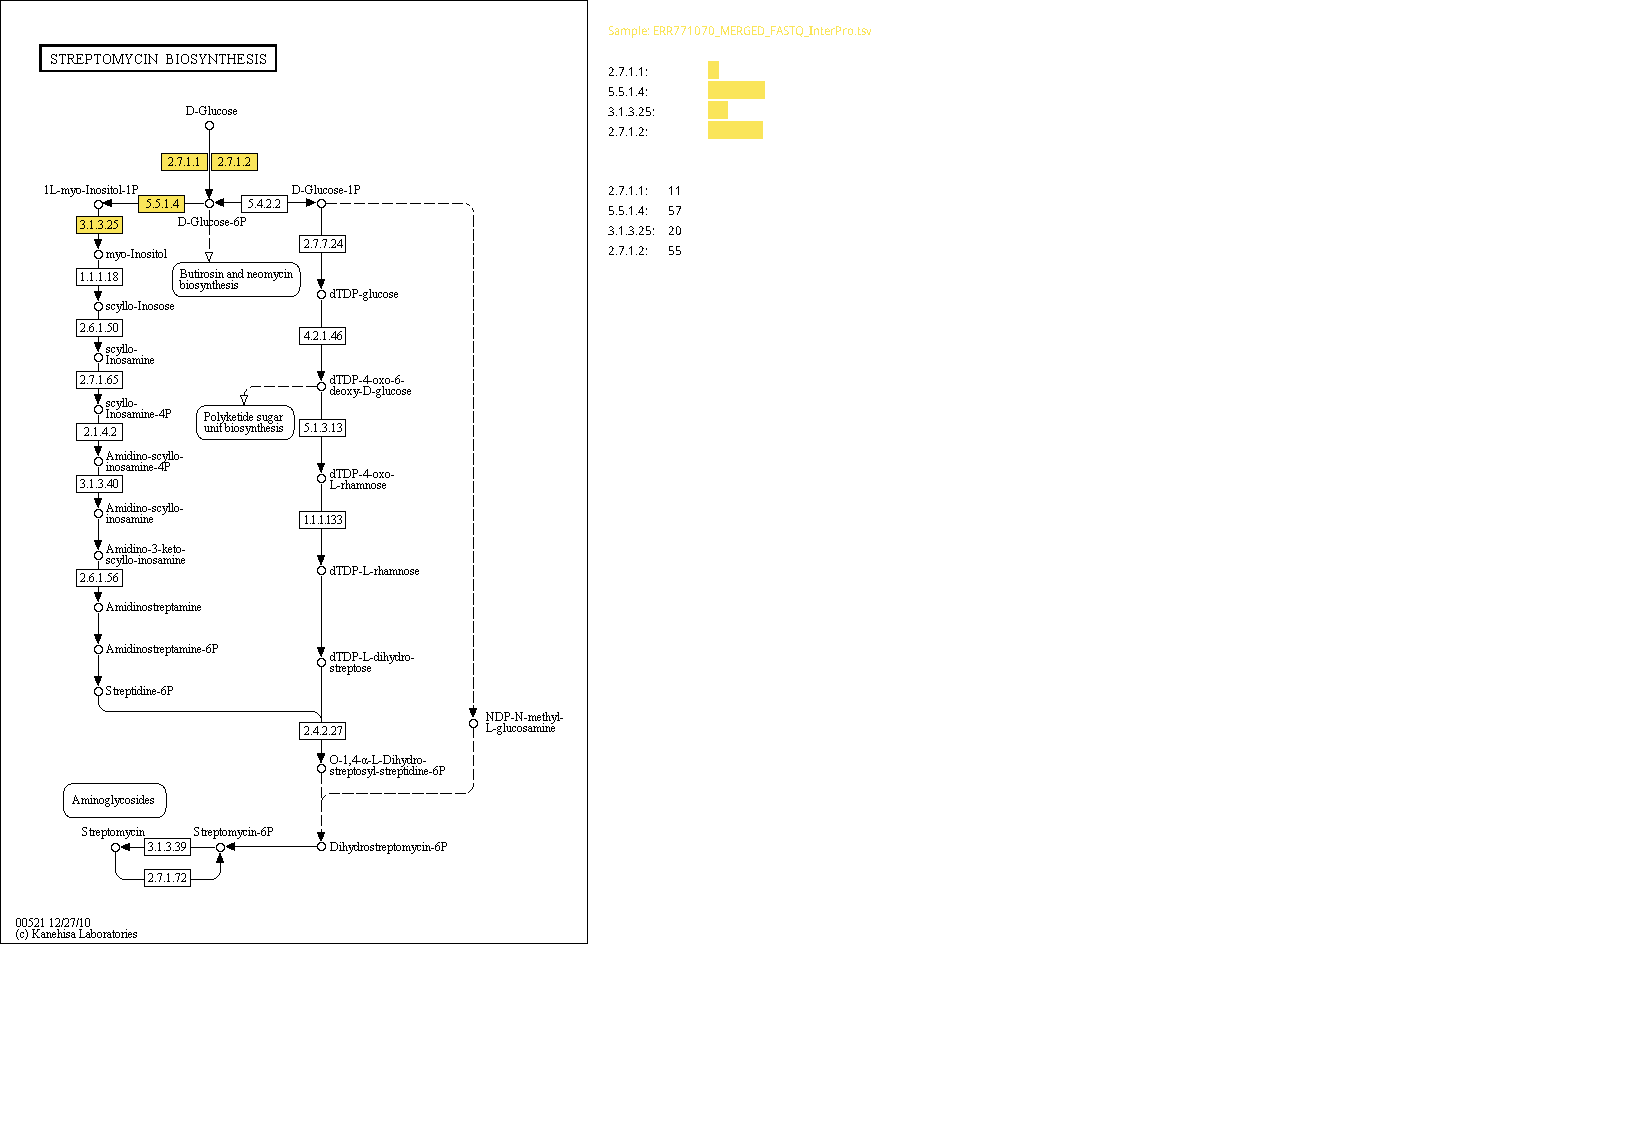 STREPTOMYCIN BIOSYNTHESIS
D-Glucose
2.7.1.1
2.7.1.2
1L-myo-Inositol-1P
D-Glucose-1P
5.5.1.4
5.4.2.2
D-Glucose-6P
3.1.3.25
2.7.7.24
myo-Inositol
Butirosin and neomycin
biosynthesis
1.1.1.18
dTDP-glucose
scyllo-Inosose
2.6.1.50
4.2.1.46
scyllo-
Inosamine
2.7.1.65
dTDP-4-oxo-6-
deoxy-D-glucose
scyllo-
Inosamine-4P
Polyketide sugar
unit biosynthesis
2.1.4.2
5.1.3.13
Amidino-scyllo-
inosamine-4P
dTDP-4-oxo-
L-rhamnose
3.1.3.40
Amidino-scyllo-
inosamine
1.1.1.133
Amidino-3-keto-
scyllo-inosamine
dTDP-L-rhamnose
2.6.1.56
Amidinostreptamine
Amidinostreptamine-6P
dTDP-L-dihydro-
streptose
Streptidine-6P
2.4.2.27
NDP-N-methyl-
L-glucosamine
O-1,4-α-L-Dihydro-
streptosyl-streptidine-6P
Aminoglycosides
Streptomycin
Streptomycin-6P
3.1.3.39
Dihydrostreptomycin-6P
2.7.1.72
00521 12/27/10
(c) Kanehisa Laboratories
Sample: ERR771070_MERGED_FASTQ_InterPro.tsv
2.7.1.1:
5.5.1.4:
3.1.3.25:
2.7.1.2:
2.7.1.1: 11
5.5.1.4: 57
3.1.3.25: 20
2.7.1.2: 55